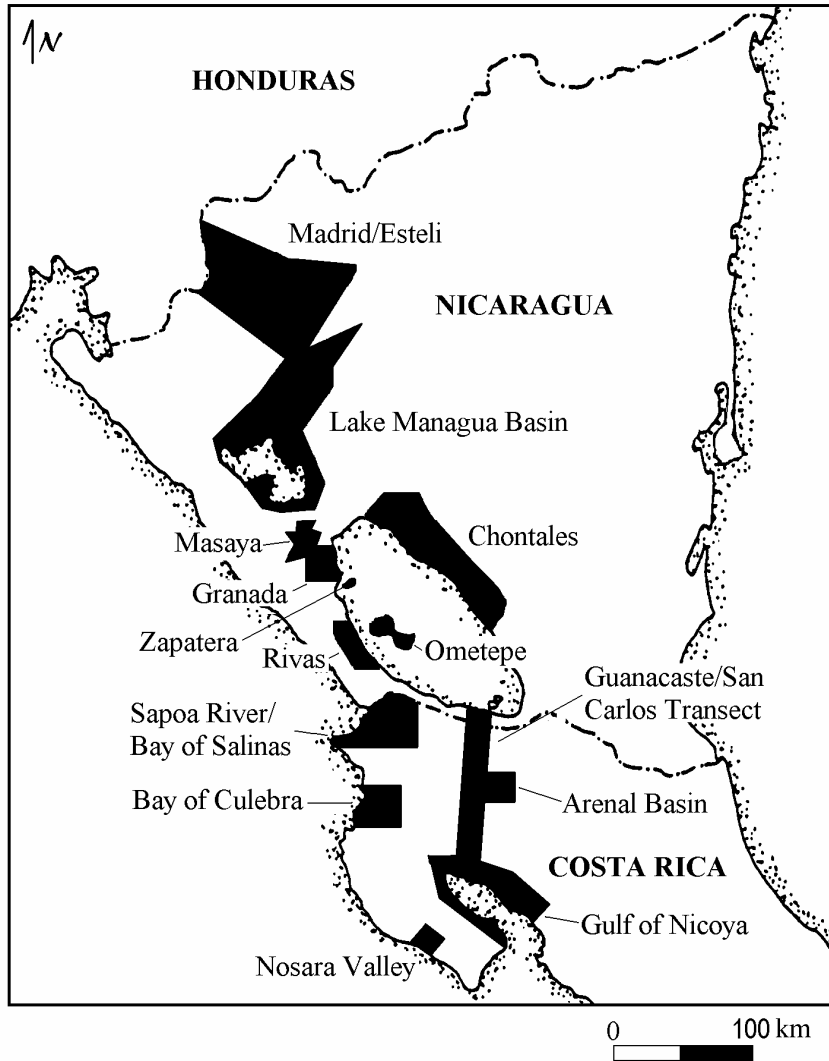 N
HONDURAS
Madrid/Esteli
NICARAGUA
Lake Managua Basin
Masaya
Chontales
Granada
Zapatera
Rivas
Ometepe
Guanacaste/San
Carlos Transect
Sapoa River/
Bay of Salinas
Bay of Culebra
Arenal Basin
COSTA RICA
Gulf of Nicoya
Nosara Valley
0 100 km